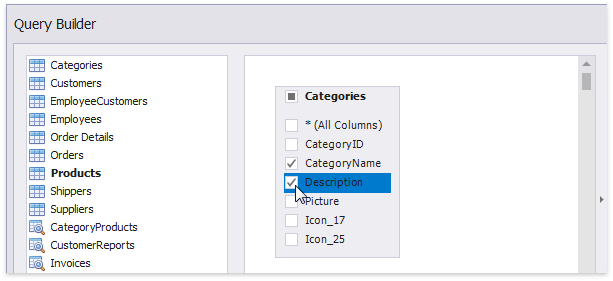 Query Builder
Categories
Customers
EmployeeCustomers
Employees
Order Details
Orders
Products
Shippers
Suppliers
CategoryProducts
CustomerReports
Invoices
Categories
* (All Columns)
CategoryID
CategoryName
Description
Picture
Icon_17
Icon_25